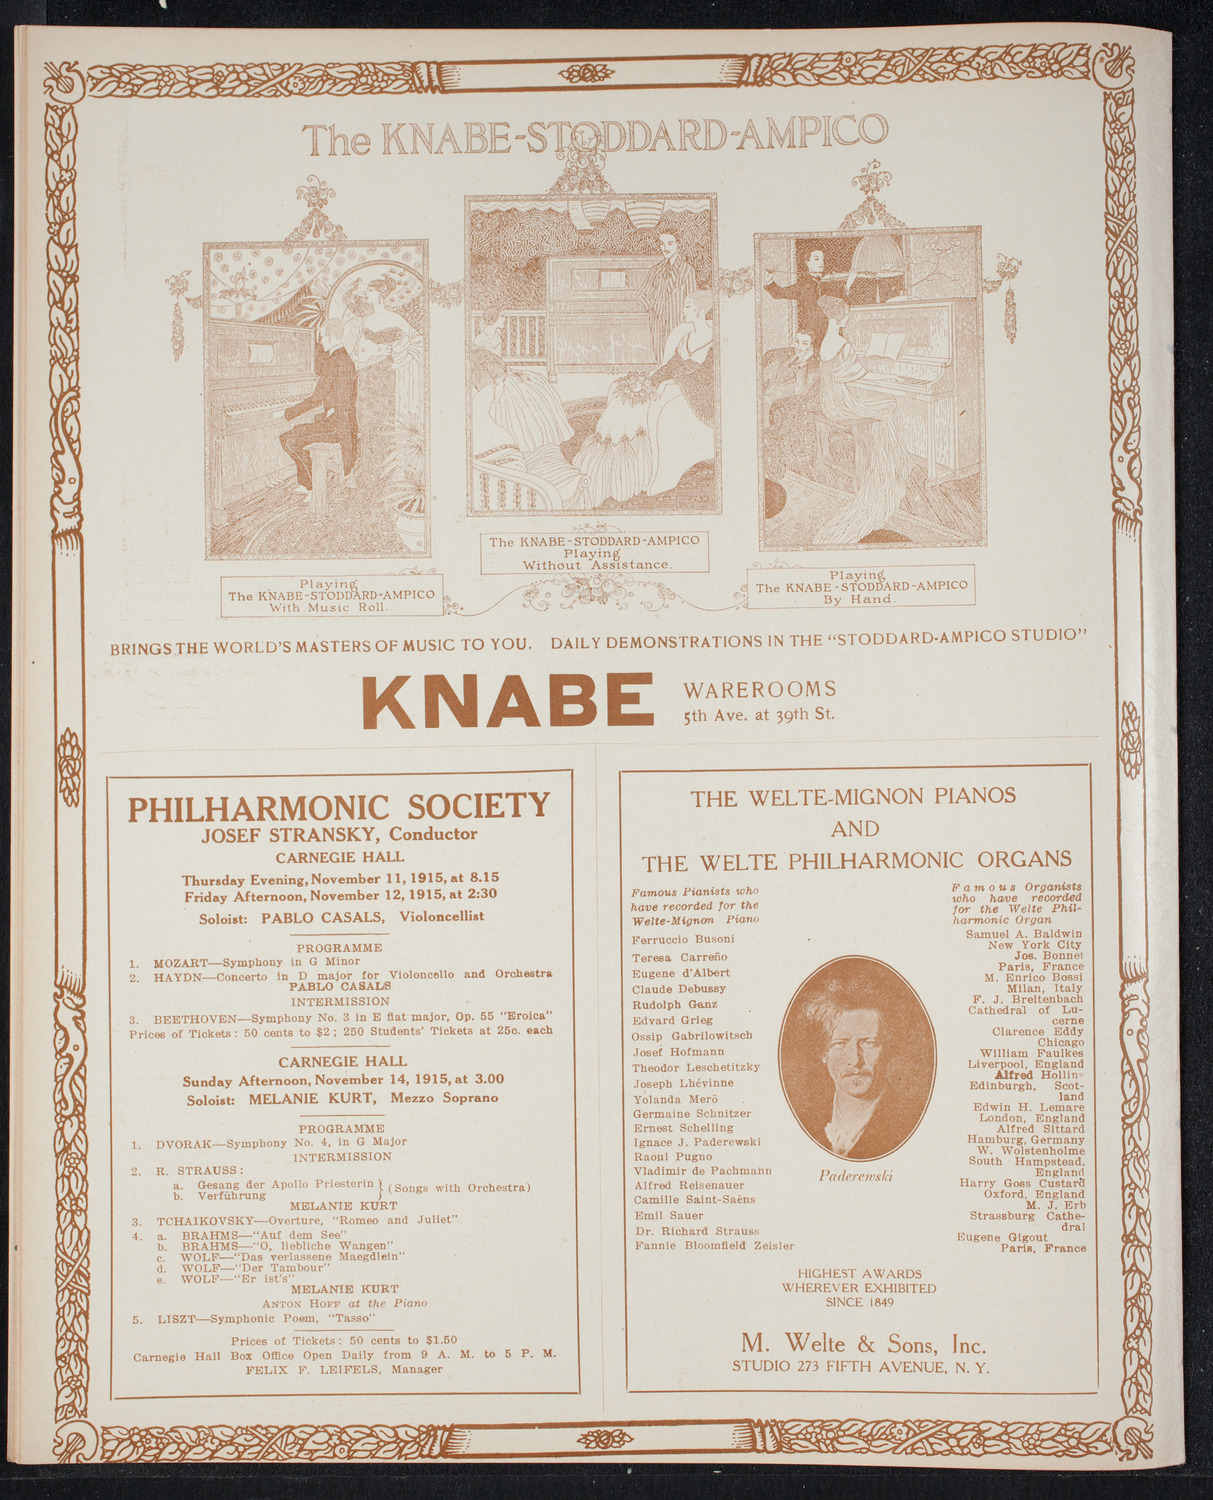 The KNABE-STODDARD-AMPICO
Playing
The KNABE-STODDARD-AMPICO
With Music Roll.
The KNABE-STODDARD-AMPICO
Playing
Without Assistance.
Playing
The KNABE-STODDARD-AMPICO
By Hand.
BRINGS THE WORLD'S MASTERS OF MUSIC TO YOU. DAILY DEMONSTRATIONS IN THE "STODDARD-AMPICO STUDIO"
KNABE
WAREROOMS
5th Ave. at 39th St.
PHILHARMONIC SOCIETY
JOSEF STRANSKY, Conductor
CARNEGIE HALL
Thursday Evening, November 11, 1915, at 8.15
Friday Afternoon, November 12, 1915, at 2:30
Soloist: PABLO CASALS, Violoncellist
PROGRAMME
1. MOZART—Symphony in G Minor
2. HAYDN—Concerto in D major for Violoncello and Orchestra
PABLO CASALS
INTERMISSION
3. BEETHOVEN—Symphony No. 3 in E flat major, Op. 55 "Eroica"
Prices of Tickets: 50 cents to $2; 250 Students' Tickets at 25c. each
CARNEGIE HALL
Sunday Afternoon, November 14, 1915, at 3.00
Soloist: MELANIE KURT, Mezzo Soprano
PROGRAMME
1. DVORAK—Symphony No. 4, in G Major
INTERMISSION
2. R. STRAUSS:
a. Gesang der Apollo Priesterin } (Songs with Orchestra)
b. Verführung
MELANIE KURT
3. TCHAIKOVSKY—Overture, "Romeo and Juliet"
4. a. BRAHMS—"Auf dem See"
b. BRAHMS—"O, liebliche Wangen"
c. WOLF—"Das verlassene Maegdlein"
d. WOLF—"Der Tambour"
e. WOLF—"Er ist's"
MELANIE KURT
ANTON HOFF at the Piano
5. LISZT—Symphonic Poem, "Tasso"
Prices of Tickets: 50 cents to $1.50
Carnegie Hall Box Office Open Daily from 9 A. M. to 5 P. M.
FELIX F. LEIFELS, Manager
THE WELTE-MIGNON PIANOS
AND
THE WELTE PHILHARMONIC ORGANS
Famous Pianists who
have recorded for the
Welte-Mignon Piano
Ferruccio Busoni
Teresa Carreño
Eugene d'Albert
Claude Debussy
Rudolph Ganz
Edvard Grieg
Ossip Gabrilowitsch
Josef Hofmann
Theodor Leschetitzky
Joseph Lhévinne
Yolanda Merö
Germaine Schnitzer
Ernest Schelling
Ignace J. Paderewski
Raoul Pugno
Vladimir de Pachmann
Alfred Reisenauer
Camille Saint-Saëns
Emil Sauer
Dr. Richard Strauss
Fannie Bloomfield Zeisler
Paderewski
Famous Organists
who have recorded
for the Welte Phil-
harmonic Organ
Samuel A. Baldwin
New York City
Jos. Bonnet
Paris, France
M. Enrico Bossi
Milan, Italy
F. J. Breitenbach
Cathedral of Lu-
cerne
Clarence Eddy
Chicago
William Faulkes
Liverpool, England
Alfred Hollins
Edinburgh, Scot-
land
Edwin H. Lemare
London, England
Alfred Sittard
Hamburg, Germany
W. Wolstenholme
South Hampstead,
England
Harry Goss Custard
Oxford, England
M. J. Erb
Strassburg Cathe-
dral
Eugene Gigout
Paris, France
HIGHEST AWARDS
WHEREVER EXHIBITED
SINCE 1849
M. Welte & Sons, Inc.
STUDIO 273 FIFTH AVENUE, N. Y.